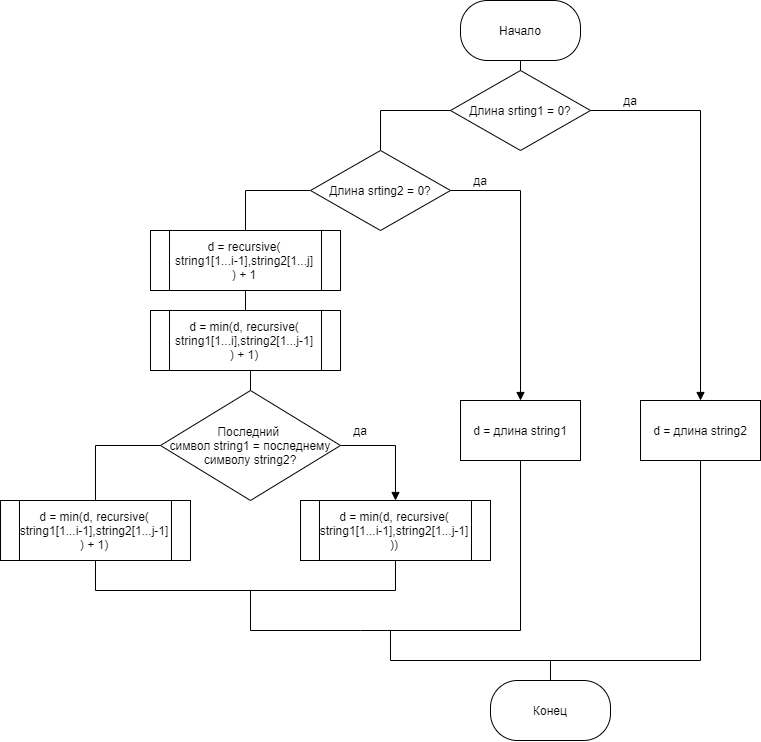 Начало
Длина srting1 = 0?
да
Длина srting2 = 0?
да
d = recursive(
string1[1...i-1],string2[1...j]
) + 1
d = min(d, recursive(
string1[1...i],string2[1...j-1]
) + 1)
Последний
символ string1 = последнему
символу string2?
да
d = длина string1
d = длина string2
d = min(d, recursive(
string1[1...i-1],string2[1...j-1]
) + 1)
d = min(d, recursive(
string1[1...i-1],string2[1...j-1]
))
Конец